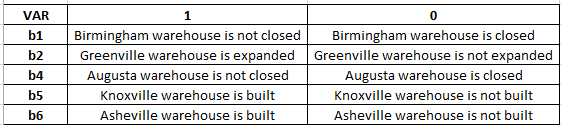 VAR 1 0
b1 Birmingham warehouse is not closed Birmingham warehouse is closed
b2 Greenville warehouse is expanded Greenville warehouse is not expanded
b4 Augusta warehouse is not closed Augusta warehouse is closed
b5 Knoxville warehouse is built Knoxville warehouse is not built
b6 Asheville warehouse is built Asheville warehouse is not built